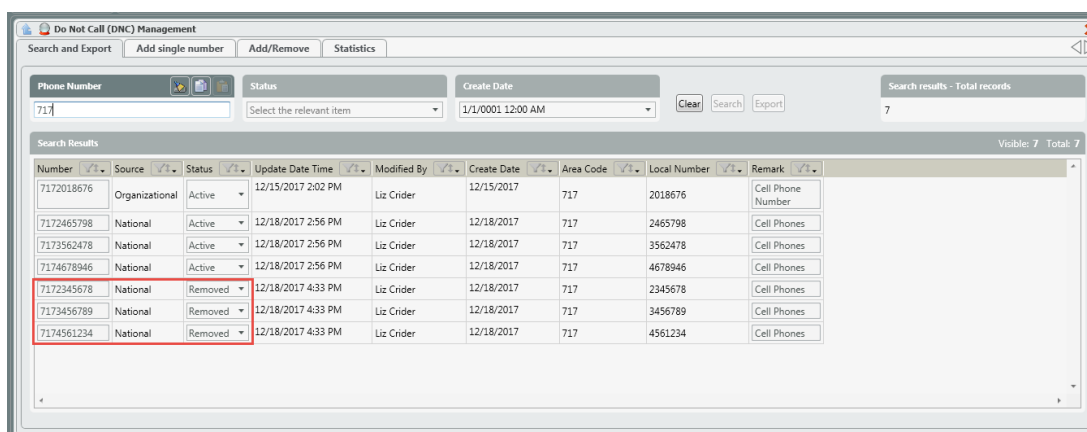 Do Not Call (DNC) Management
Search and Export Add single number Add/Remove Statistics
Phone Number Status Create Date Search results - Total records
717 Select the relevant item 1/1/0001 12:00 AM Clear Search Export 7
Search Results Visible: 7 Total: 7
Number Source Status Update Date Time Modified By Create Date Area Code Local Number Remark
7172018676 Organizational Active 12/15/2017 2:02 PM Liz Crider 12/15/2017 717 2018676 Cell Phone Number
7172465798 National Active 12/18/2017 2:56 PM Liz Crider 12/18/2017 717 2465798 Cell Phones
7173562478 National Active 12/18/2017 2:56 PM Liz Crider 12/18/2017 717 3562478 Cell Phones
7174678946 National Active 12/18/2017 2:56 PM Liz Crider 12/18/2017 717 4678946 Cell Phones
7172345678 National Removed 12/18/2017 4:33 PM Liz Crider 12/18/2017 717 2345678 Cell Phones
7173456789 National Removed 12/18/2017 4:33 PM Liz Crider 12/18/2017 717 3456789 Cell Phones
7174561234 National Removed 12/18/2017 4:33 PM Liz Crider 12/18/2017 717 4561234 Cell Phones